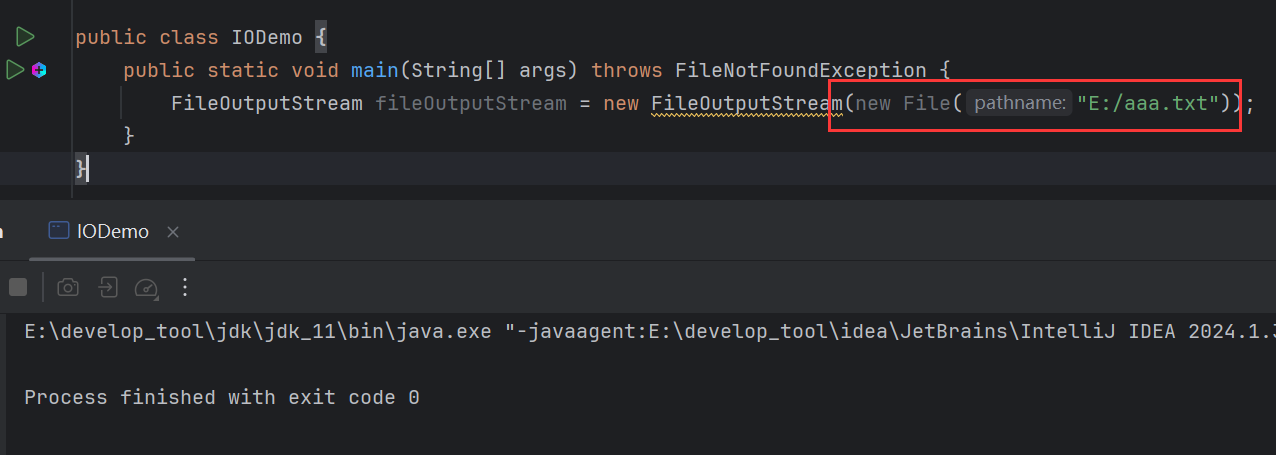 public class IODemo {
public static void main(String[] args) throws FileNotFoundException {
FileOutputStream fileOutputStream = new FileOutputStream(new File( pathname: "E:/aaa.txt"));
}
}
IODemo
E:\develop_tool\jdk\jdk_11\bin\java.exe "-javaagent:E:\develop_tool\idea\JetBrains\IntelliJ IDEA 2024.1.3
Process finished with exit code 0